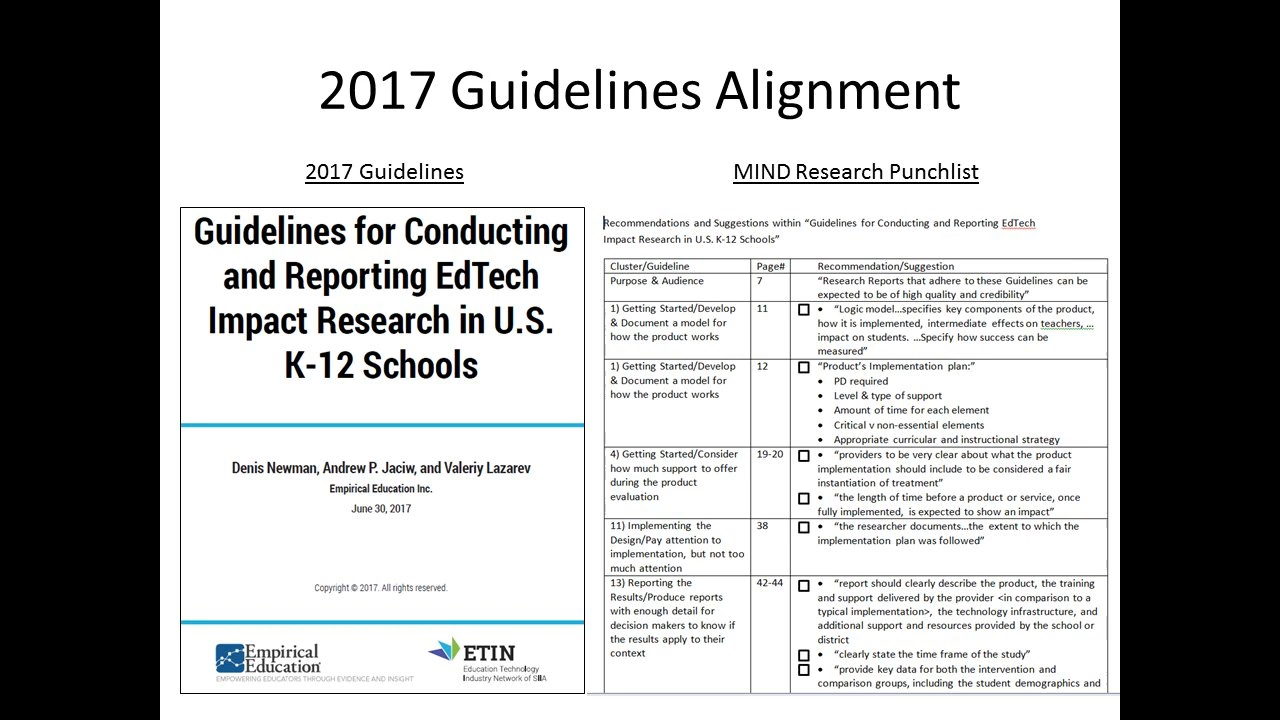 2017 Guidelines Alignment
2017 Guidelines
Guidelines for Conducting
and Reporting EdTech
Impact Research in U.S.
K-12 Schools
Denis Newman, Andrew P. Jaciw, and Valeriy Lazarev
Empirical Education Inc.
June 30, 2017
Copyright © 2017. All rights reserved.
Empirical
Education
EMPOWERING EDUCATORS THROUGH EVIDENCE AND INSIGHT
ETIN
Education Technology
Industry Network of SIIA
MIND Research Punchlist
Recommendations and Suggestions within “Guidelines for Conducting and Reporting EdTech
Impact Research in U.S. K-12 Schools”
Cluster/Guideline Page# Recommendation/Suggestion
Purpose & Audience 7 “Research Reports that adhere to these Guidelines can be
expected to be of high quality and credibility”
1) Getting Started/Develop 11 • “Logic model…specifies key components of the product,
& Document a model for how it is implemented, intermediate effects on teachers, …
how the product works impact on students. …Specify how success can be
measured”
1) Getting Started/Develop 12 “Product’s Implementation plan:”
& Document a model for • PD required
how the product works • Level & type of support
• Amount of time for each element
• Critical v non-essential elements
• Appropriate curricular and instructional strategy
4) Getting Started/Consider 19-20 • “providers to be very clear about what the product
how much support to offer implementation should include to be considered a fair
during the product instantiation of treatment”
evaluation • “the length of time before a product or service, once
fully implemented, is expected to show an impact”
11) Implementing the 38 • “the researcher documents…the extent to which the
Design/Pay attention to implementation plan was followed”
implementation, but not too
much attention
13) Reporting the 42-44 • “report should clearly describe the product, the training
Results/Produce reports and support delivered by the provider <in comparison to a
with enough detail for typical implementation>, the technology infrastructure, and
decision makers to know if additional support and resources provided by the school or
the results apply to their district
context • “clearly state the time frame of the study”
• “provide key data for both the intervention and
comparison groups, including the student demographics and